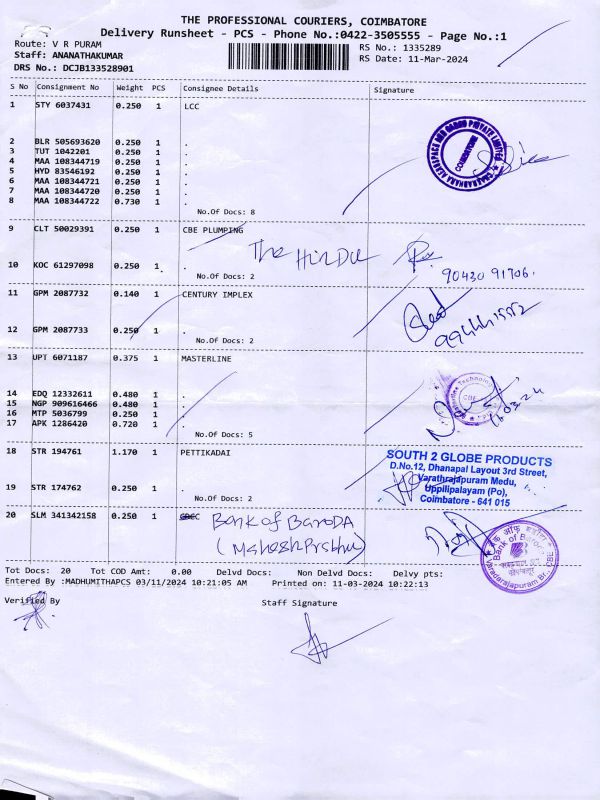 THE PROFESSIONAL COURIERS, COIMBATORE
Delivery Runsheet - PCS - Phone No.:0422-3505555 - Page No.:1
Route: V R PURAM
RS No.: 1335289
Staff: ANANATHAKUMAR
RS Date: 11-Mar-2024
DRS No.: DCJB133528901
S No Consignment No Weight PCS Consignee Details Signature
1 STY 6037431 0.250 1 LCC
COIMBATORE
2 BLR 505693620 0.250 1 .
3 TUT 1042201 0.250 1 .
4 MAA 108344719 0.250 1 .
5 HYD 83546192 0.250 1 .
6 MAA 108344721 0.250 1 .
7 MAA 108344720 0.250 1 .
8 MAA 108344722 0.730 1 .
No.Of Docs: 8
9 CLT 50029391 0.250 1 CBE PLUMPING
The HINDU
90430 91706.
10 KOC 61297098 0.250 1 .
No.Of Docs: 2
11 GPM 2087732 0.140 1 CENTURY IMPLEX
12 GPM 2087733 0.250 1 .
No.Of Docs: 2
13 UPT 6071187 0.375 1 MASTERLINE
14 EDQ 12332611 0.480 1 .
15 NGP 909616466 0.480 1 .
16 MTP 5036799 0.250 1 .
17 APK 1286420 0.720 1 .
No.Of Docs: 5
18 STR 194761 1.170 1 PETTIKADAI
SOUTH 2 GLOBE PRODUCTS
D.No.12, Dhanapal Layout 3rd Street,
Varathrajapuram Medu,
Uppilipalayam (Po),
Coimbatore - 641 015
19 STR 174762 0.250 1 .
No.Of Docs: 2
20 SLM 341342158 0.250 1 Bank of BARODA
(Mahesh Prabhu)
Bank of Baroda
Varadarajapuram Br., CBE
Tot Docs: 20 Tot COD Amt: 0.00 Delvd Docs: Non Delvd Docs: Delvy pts:
Entered By :MADHUMITHAPCS 03/11/2024 10:21:05 AM Printed on: 11-03-2024 10:22:13
Verified By
Staff Signature